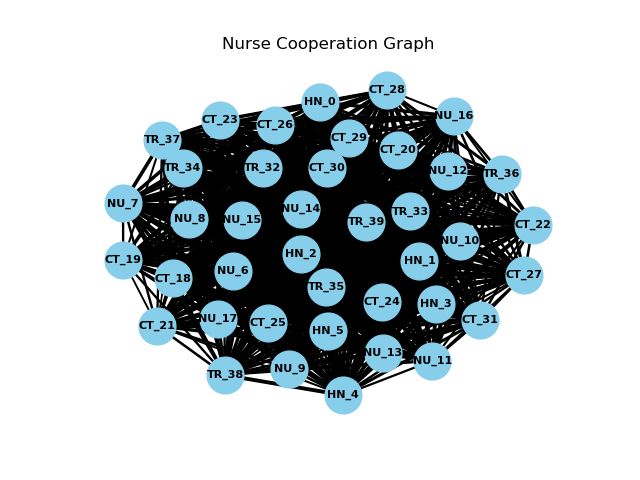 Nurse Cooperation Graph
CT_28
HN_0
NU_16
CT_23
CT_26
CT_29
TR_37
CT_20
TR_34
TR_32
CT_30
NU_12
TR_36
NU_7
NU_14
TR_33
NU_8
NU_15
TR_39
CT_22
NU_10
HN_2
CT_19
HN_1
NU_6
CT_27
CT_18
TR_35
CT_24
HN_3
NU_17
CT_31
CT_25
CT_21
HN_5
NU_13
NU_11
NU_9
TR_38
HN_4